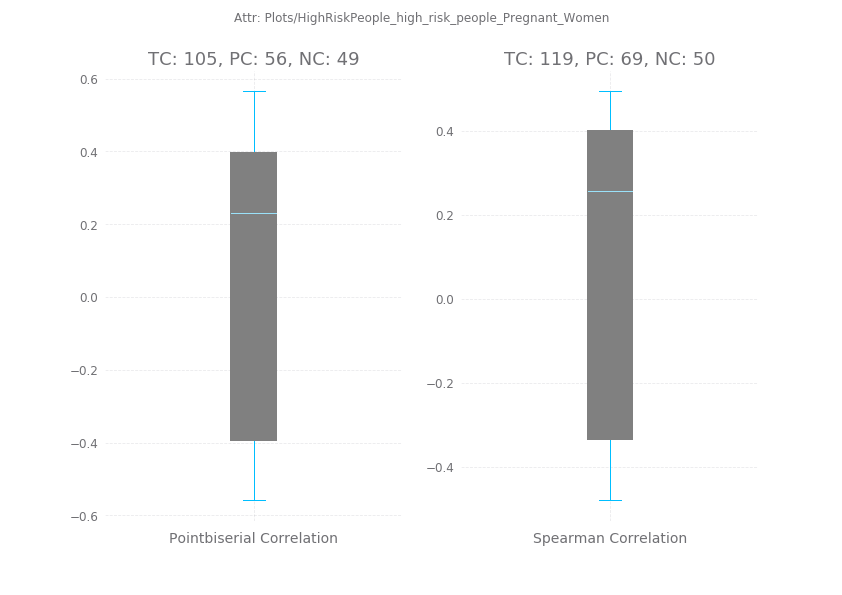 Attr: Plots/HighRiskPeople_high_risk_people_Pregnant_Women
TC: 105, PC: 56, NC: 49
0.6
0.4
0.2
0.0
−0.2
−0.4
−0.6
Pointbiserial Correlation
TC: 119, PC: 69, NC: 50
0.4
0.2
0.0
−0.2
−0.4
Spearman Correlation